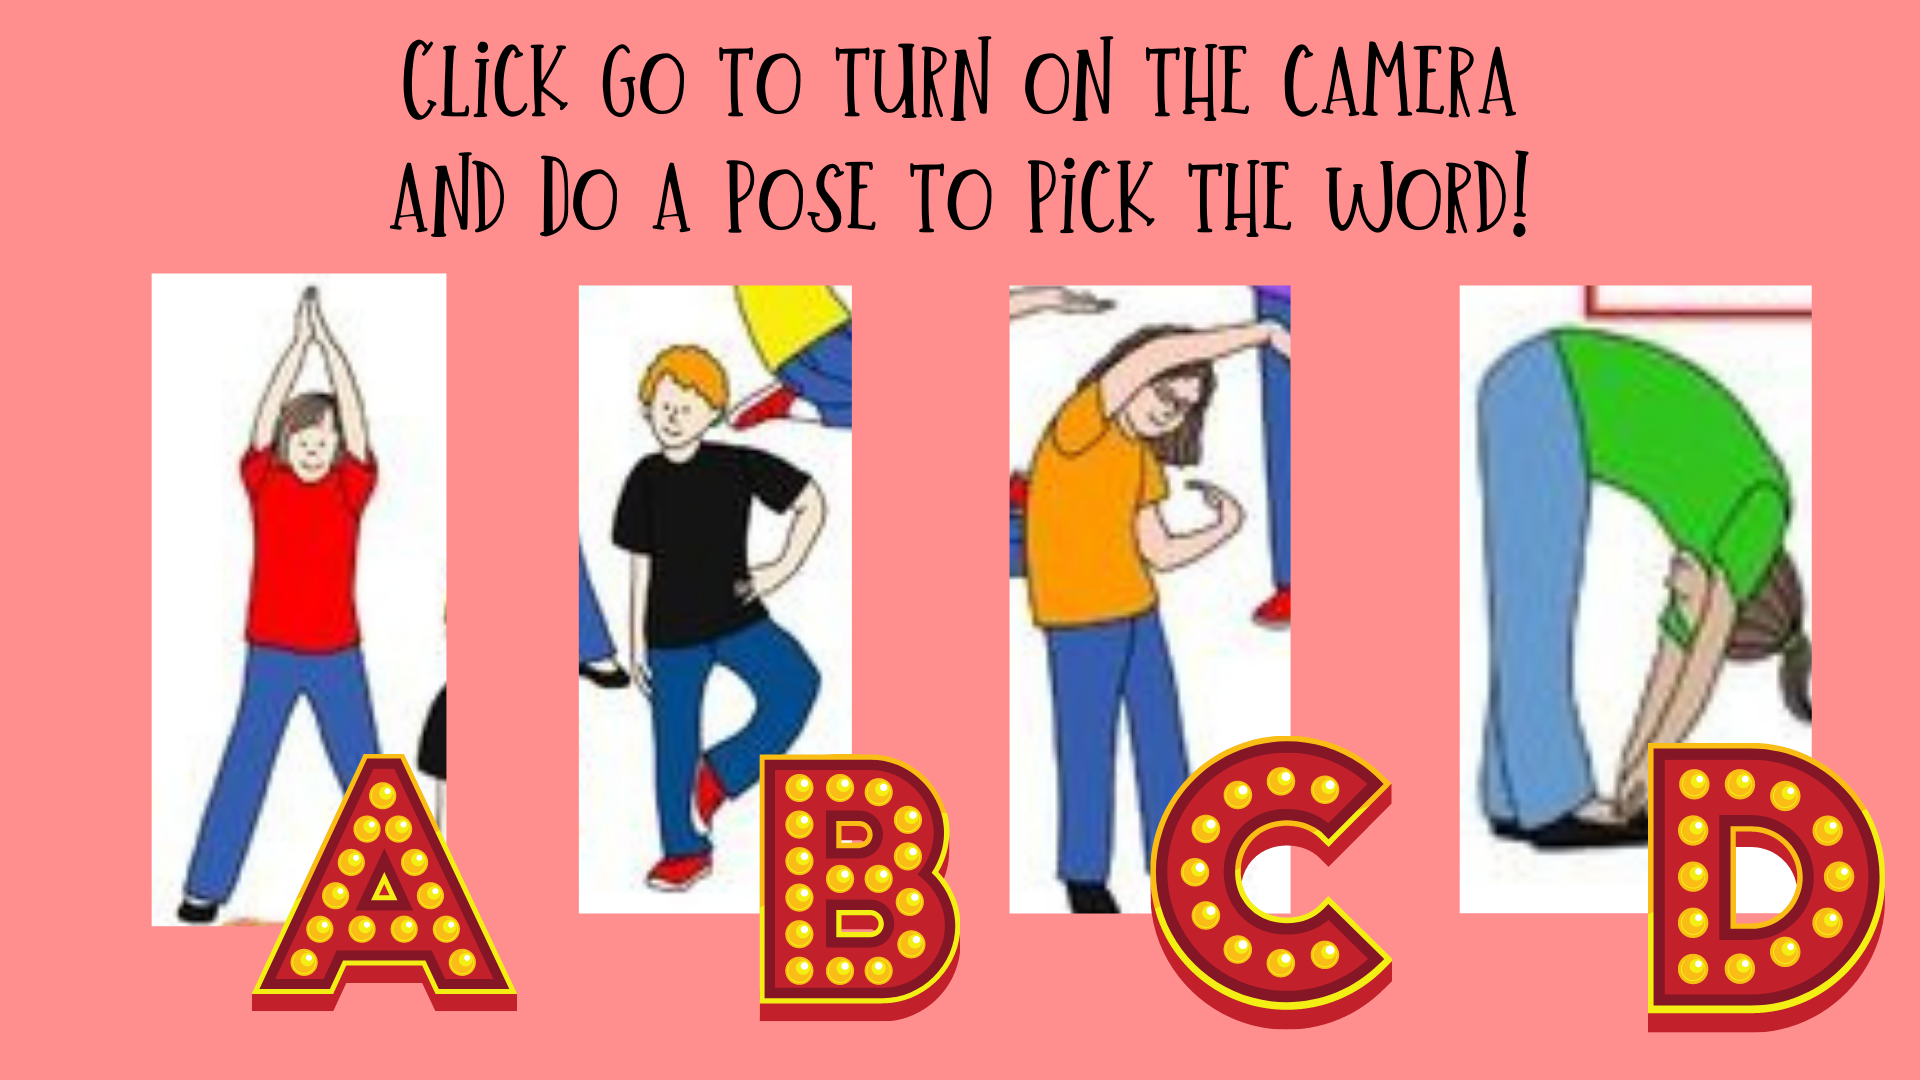 CLiCK GO TO TURN ON THE CAMERA
AND DO A POSE TO PiCK THE WORD!
A B C D